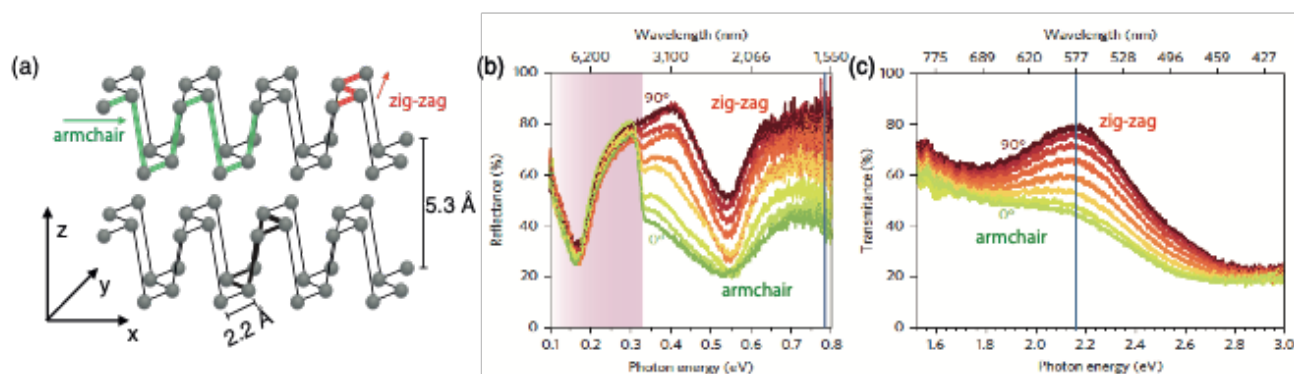 (a)
zig-zag
armchair
5.3 Å
z
y
x
2.2 Å
Wavelength (nm)
6,200 3,100 2,066 1,550
(b)
100
80
60
40
20
0
Reflectance (%)
90°
zig-zag
0°
armchair
0.1 0.2 0.3 0.4 0.5 0.6 0.7 0.8
Photon energy (eV)
Wavelength (nm)
775 689 620 577 528 496 459 427
(c)
100
80
60
40
20
0
Transmittance (%)
zig-zag
90°
0°
armchair
1.6 1.8 2.0 2.2 2.4 2.6 2.8 3.0
Photon energy (eV)